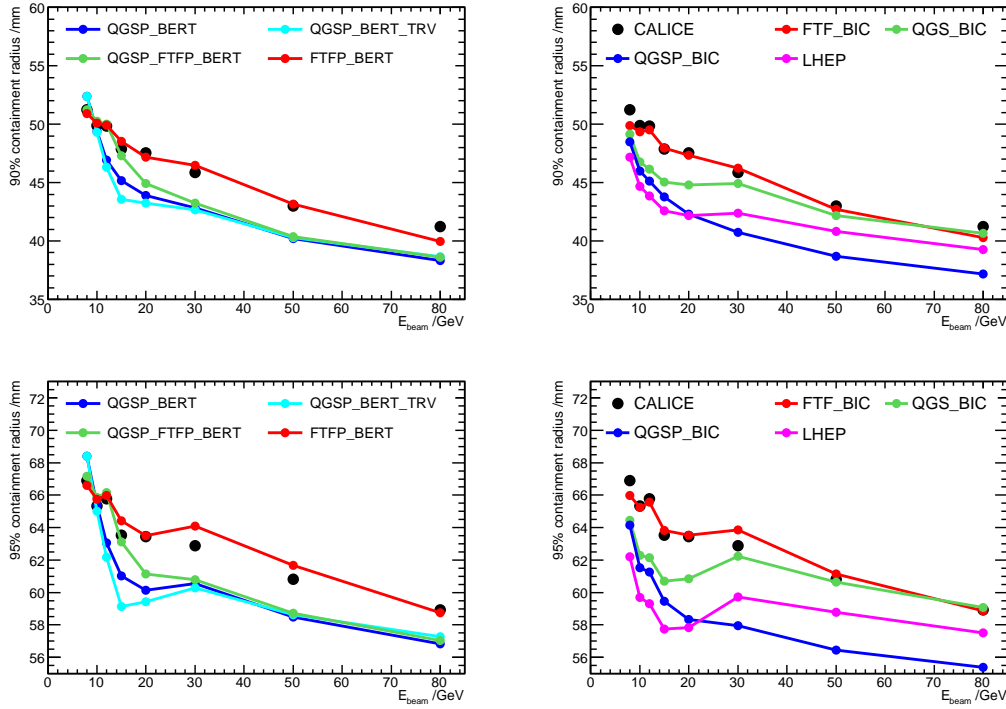 90% containment radius /mm
60
55
50
45
40
35
QGSP_BERT
QGSP_BERT_TRV
QGSP_FTFP_BERT
FTFP_BERT
0 10 20 30 40 50 60 70 80
E_beam /GeV
90% containment radius /mm
60
55
50
45
40
35
CALICE
FTF_BIC
QGS_BIC
QGSP_BIC
LHEP
0 10 20 30 40 50 60 70 80
E_beam /GeV
95% containment radius /mm
72
70
68
66
64
62
60
58
56
QGSP_BERT
QGSP_BERT_TRV
QGSP_FTFP_BERT
FTFP_BERT
0 10 20 30 40 50 60 70 80
E_beam /GeV
95% containment radius /mm
72
70
68
66
64
62
60
58
56
CALICE
FTF_BIC
QGS_BIC
QGSP_BIC
LHEP
0 10 20 30 40 50 60 70 80
E_beam /GeV